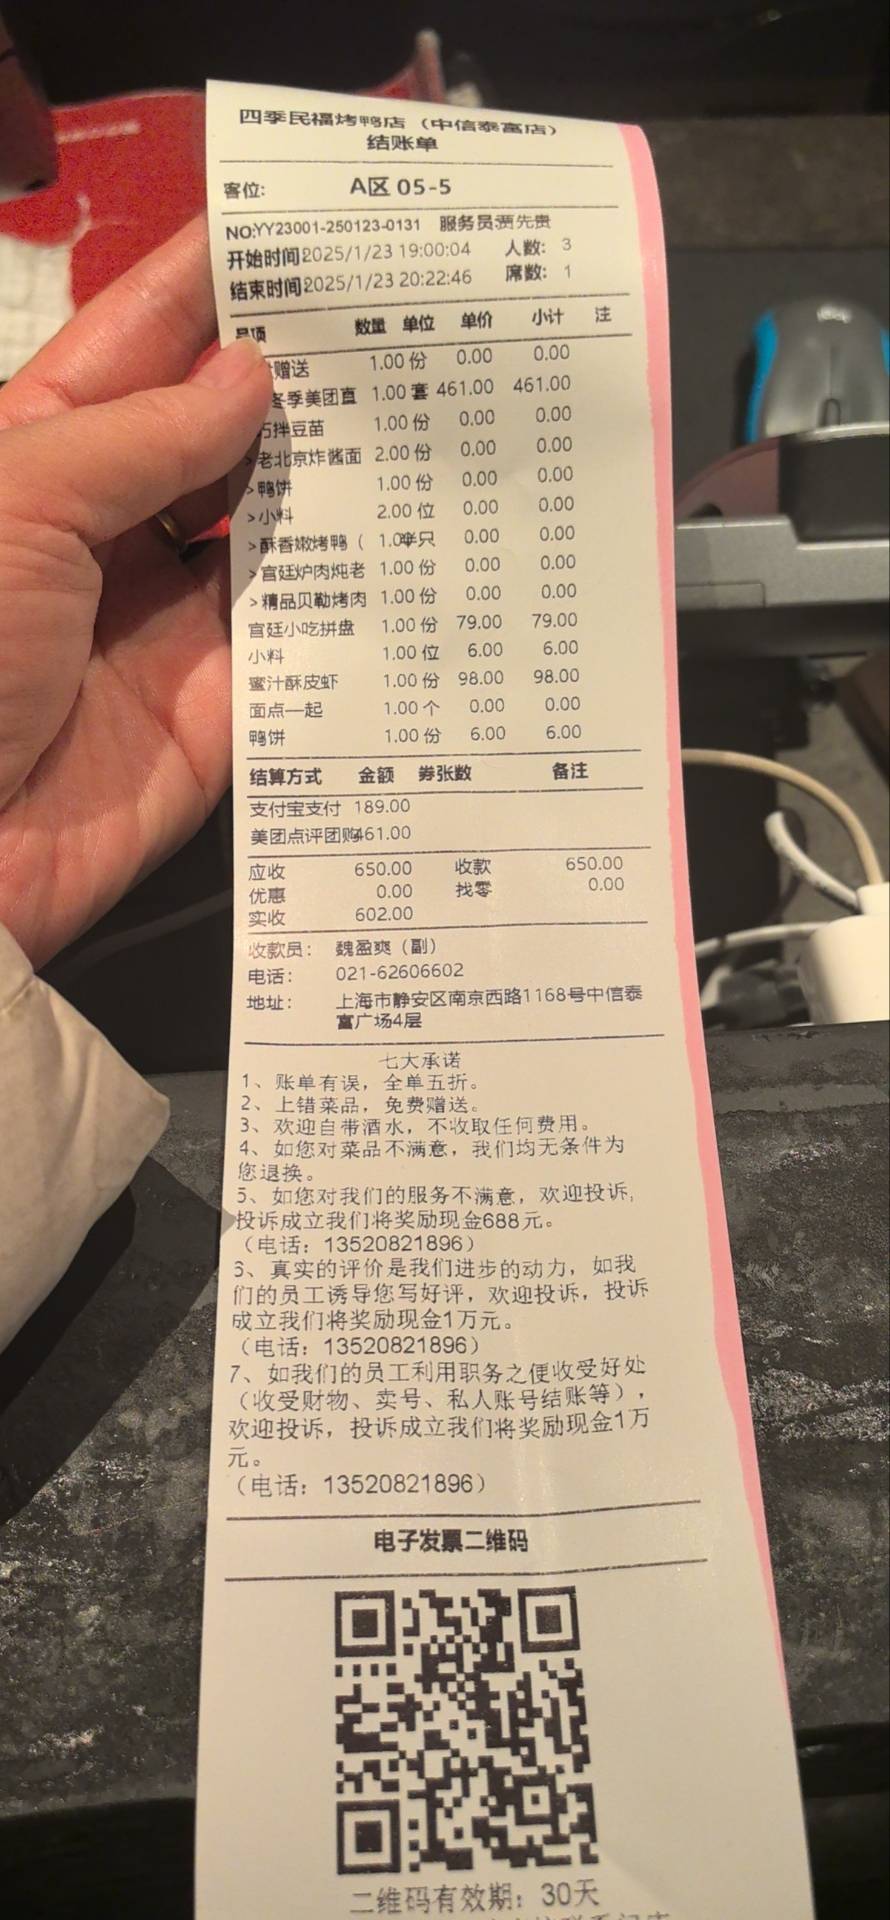 四季民福烤鸭店（中信泰富店）
结账单
客位: A区 05-5
NO:YY23001-250123-0131 服务员:贾先贵
开始时间2025/1/23 19:00:04 人数: 3
结束时间2025/1/23 20:22:46 席数: 1
品项 数量 单位 单价 小计 注
赠送 1.00 份 0.00 0.00
冬季美团直 1.00 套 461.00 461.00
巧拌豆苗 1.00 份 0.00 0.00
>老北京炸酱面 2.00 份 0.00 0.00
>鸭饼 1.00 份 0.00 0.00
>小料 2.00 位 0.00 0.00
>酥香嫩烤鸭（ 1.00半只 0.00 0.00
>宫廷炉肉炖老 1.00 份 0.00 0.00
>精品贝勒烤肉 1.00 份 0.00 0.00
宫廷小吃拼盘 1.00 份 79.00 79.00
小料 1.00 位 6.00 6.00
蜜汁酥皮虾 1.00 份 98.00 98.00
面点一起 1.00 个 0.00 0.00
鸭饼 1.00 份 6.00 6.00
结算方式 金额 券张数 备注
支付宝支付 189.00
美团点评团购461.00
应收 650.00 收款 650.00
优惠 0.00 找零 0.00
实收 602.00
收款员: 魏盈爽（副）
电话: 021-62606602
地址: 上海市静安区南京西路1168号中信泰
富广场4层
七大承诺
1、账单有误，全单五折。
2、上错菜品，免费赠送。
3、欢迎自带酒水，不收取任何费用。
4、如您对菜品不满意，我们均无条件为
您退换。
5、如您对我们的服务不满意，欢迎投诉,
投诉成立我们将奖励现金688元。
（电话：13520821896）
6、真实的评价是我们进步的动力，如我
们的员工诱导您写好评，欢迎投诉，投诉
成立我们将奖励现金1万元。
（电话：13520821896）
7、如我们的员工利用职务之便收受好处
（收受财物、卖号、私人账号结账等），
欢迎投诉，投诉成立我们将奖励现金1万
元。
（电话：13520821896）
电子发票二维码
二维码有效期：30天